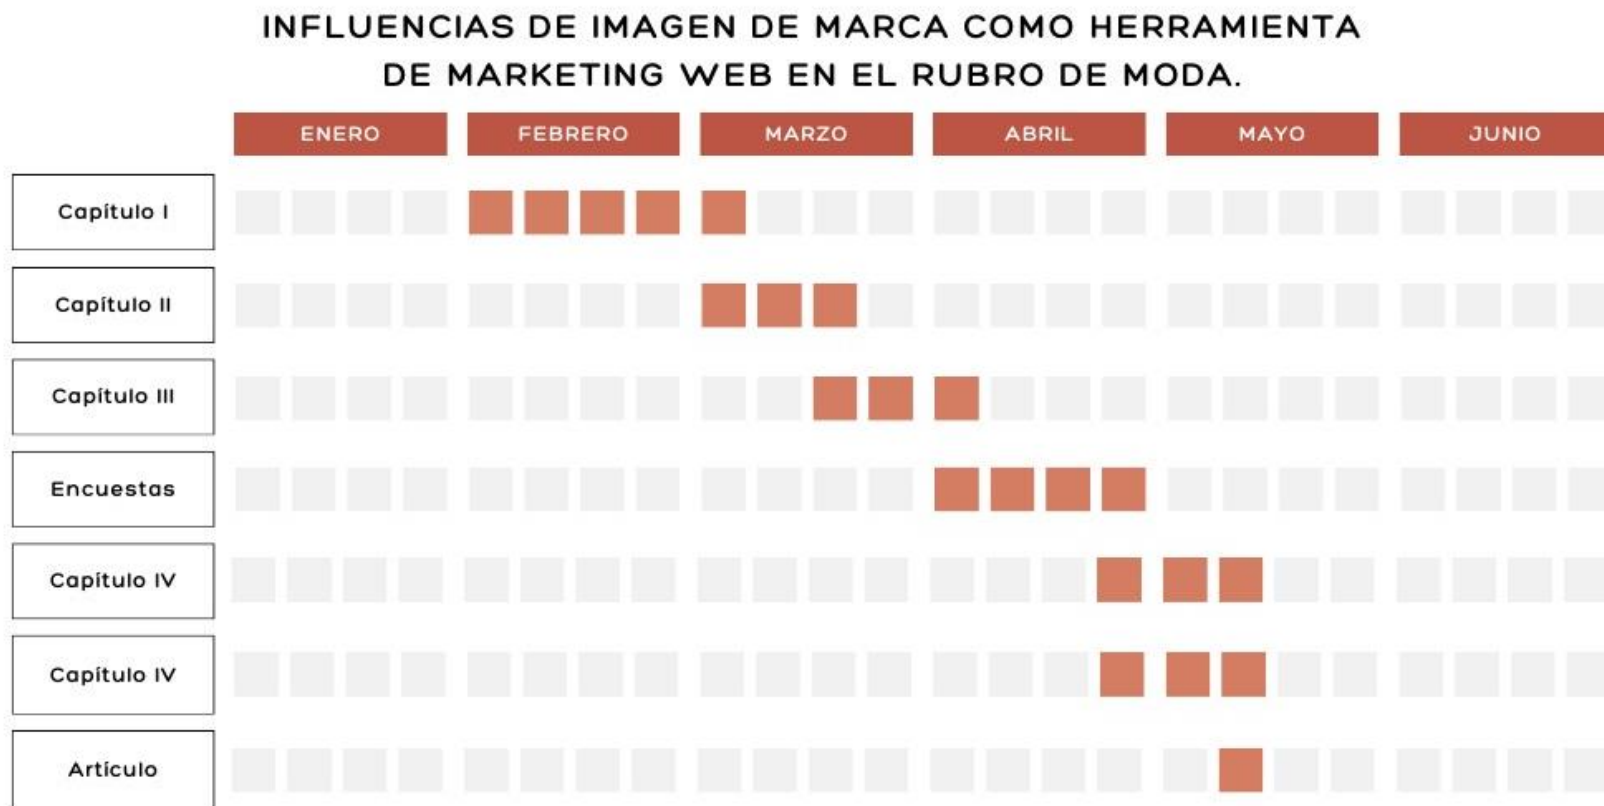 INFLUENCIAS DE IMAGEN DE MARCA COMO HERRAMIENTA
DE MARKETING WEB EN EL RUBRO DE MODA.
ENERO FEBRERO MARZO ABRIL MAYO JUNIO
Capítulo I
Capítulo II
Capítulo III
Encuestas
Capítulo IV
Capítulo IV
Artículo